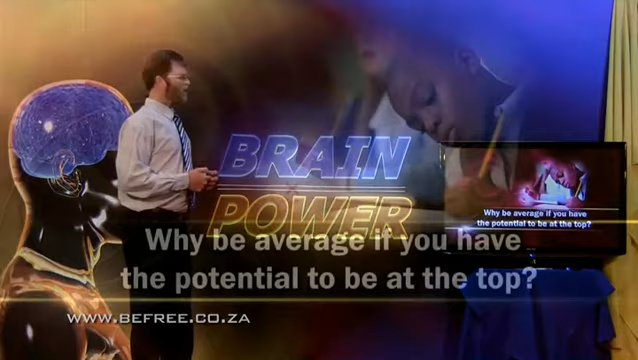 BRAIN
POWER
Why be average if you have
the potential to be at the top?
Why be average if you have
the potential to be at the top?
WWW.BEFREE.CO.ZA